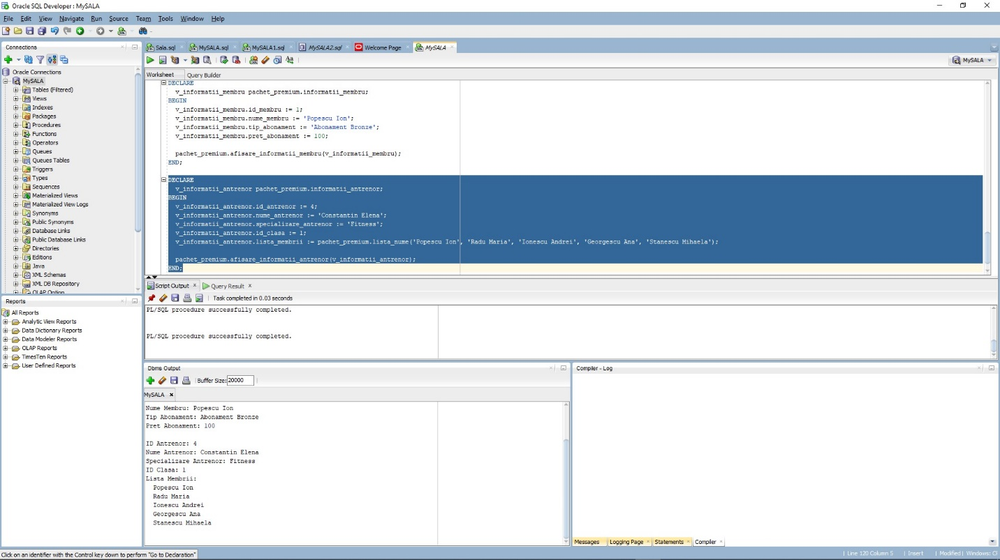 Oracle SQL Developer : MySALA
File Edit View Navigate Run Source Team Tools Window Help
Connections
Sala.sql
MySALA.sql
MySALA1.sql
MySALA2.sql
Welcome Page
MySALA
MySALA
Worksheet Query Builder
Oracle Connections
MySALA
Tables (Filtered)
Views
Indexes
Packages
Procedures
Functions
Operators
Queues
Queues Tables
Triggers
Types
Sequences
Materialized Views
Materialized View Logs
Synonyms
Public Synonyms
Database Links
Public Database Links
Directories
Editions
Java
XML Schemas
XML DB Repository
OLAP Option
DECLARE
v_informatii_membru pachet_premium.informatii_membru;
BEGIN
v_informatii_membru.id_membru := 1;
v_informatii_membru.nume_membru := 'Popescu Ion';
v_informatii_membru.tip_abonament := 'Abonament Bronze';
v_informatii_membru.pret_abonament := 100;
pachet_premium.afisare_informatii_membru(v_informatii_membru);
END;
DECLARE
v_informatii_antrenor pachet_premium.informatii_antrenor;
BEGIN
v_informatii_antrenor.id_antrenor := 4;
v_informatii_antrenor.nume_antrenor := 'Constantin Elena';
v_informatii_antrenor.specializare_antrenor := 'Fitness';
v_informatii_antrenor.id_clasa := 1;
v_informatii_antrenor.lista_membrii := pachet_premium.lista_nume('Popescu Ion', 'Radu Maria', 'Ionescu Andrei', 'Georgescu Ana', 'Stanescu Mihaela');
pachet_premium.afisare_informatii_antrenor(v_informatii_antrenor);
END;
Script Output Query Result
Task completed in 0.03 seconds
PL/SQL procedure successfully completed.
PL/SQL procedure successfully completed.
Reports
All Reports
Analytic View Reports
Data Dictionary Reports
Data Modeler Reports
OLAP Reports
TimesTen Reports
User Defined Reports
Dbms Output
Buffer Size: 20000
MySALA
Nume Membru: Popescu Ion
Tip Abonament: Abonament Bronze
Pret Abonament: 100
ID Antrenor: 4
Nume Antrenor: Constantin Elena
Specializare Antrenor: Fitness
ID Clasa: 1
Lista Membrii:
Popescu Ion
Radu Maria
Ionescu Andrei
Georgescu Ana
Stanescu Mihaela
Compiler - Log
Messages Logging Page Statements Compiler
Click on an identifier with the Control key down to perform "Go to Declaration"
Line 120 Column 5 | Insert | Modified | Windows: Cl